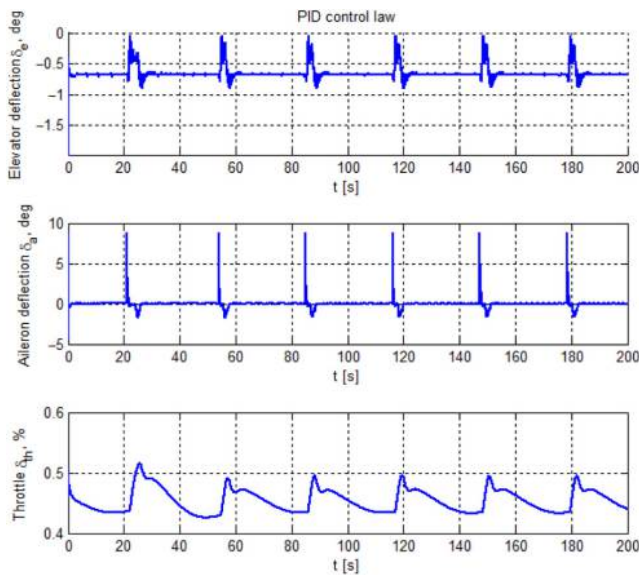 PID control law
Elevator deflection δe, deg
0
−0.5
−1
−1.5
0 20 40 60 80 100 120 140 160 180 200
t [s]
Aileron deflection δa, deg
10
5
0
−5
0 20 40 60 80 100 120 140 160 180 200
t [s]
Throttle δth, %
0.6
0.5
0.4
0 20 40 60 80 100 120 140 160 180 200
t [s]